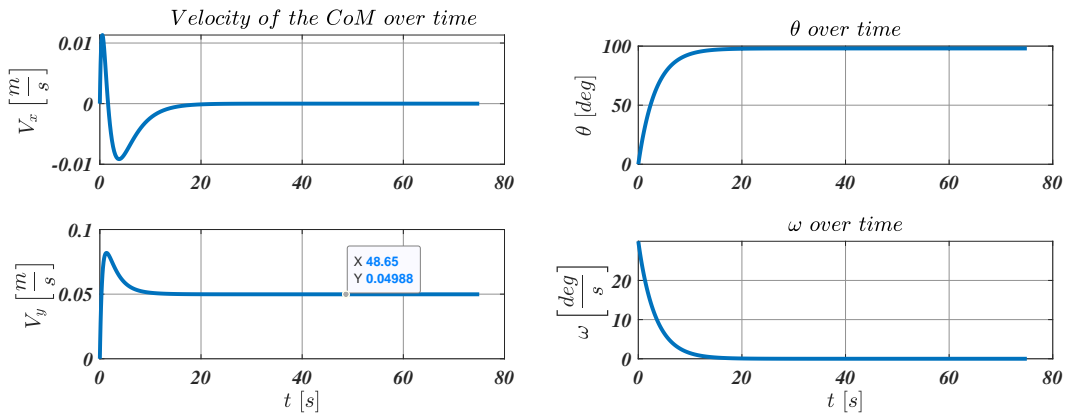 Velocity of the CoM over time
0.01
0
-0.01
0 20 40 60 80
V_x [m/s]
0.1
0.05
0
X 48.65
Y 0.04988
0 20 40 60 80
V_y [m/s]
t [s]
θ over time
100
50
0
0 20 40 60 80
θ [deg]
ω over time
20
10
0
0 20 40 60 80
ω [deg/s]
t [s]